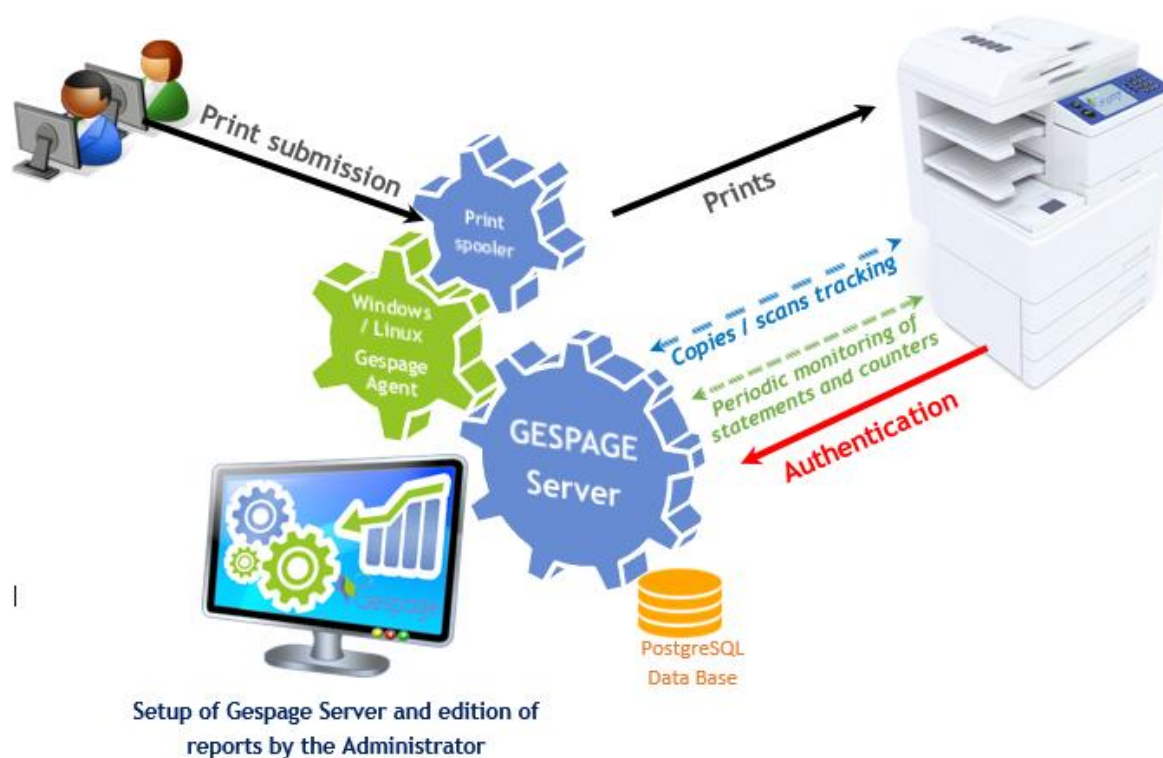 Print submission
Print
spooler
Prints
Windows
/ Linux
Gespage
Agent
Copies / scans tracking
Periodic monitoring of
statements and counters
Authentication
GESPAGE
Server
Gespage
PostgreSQL
Data Base
Setup of Gespage Server and edition of
reports by the Administrator